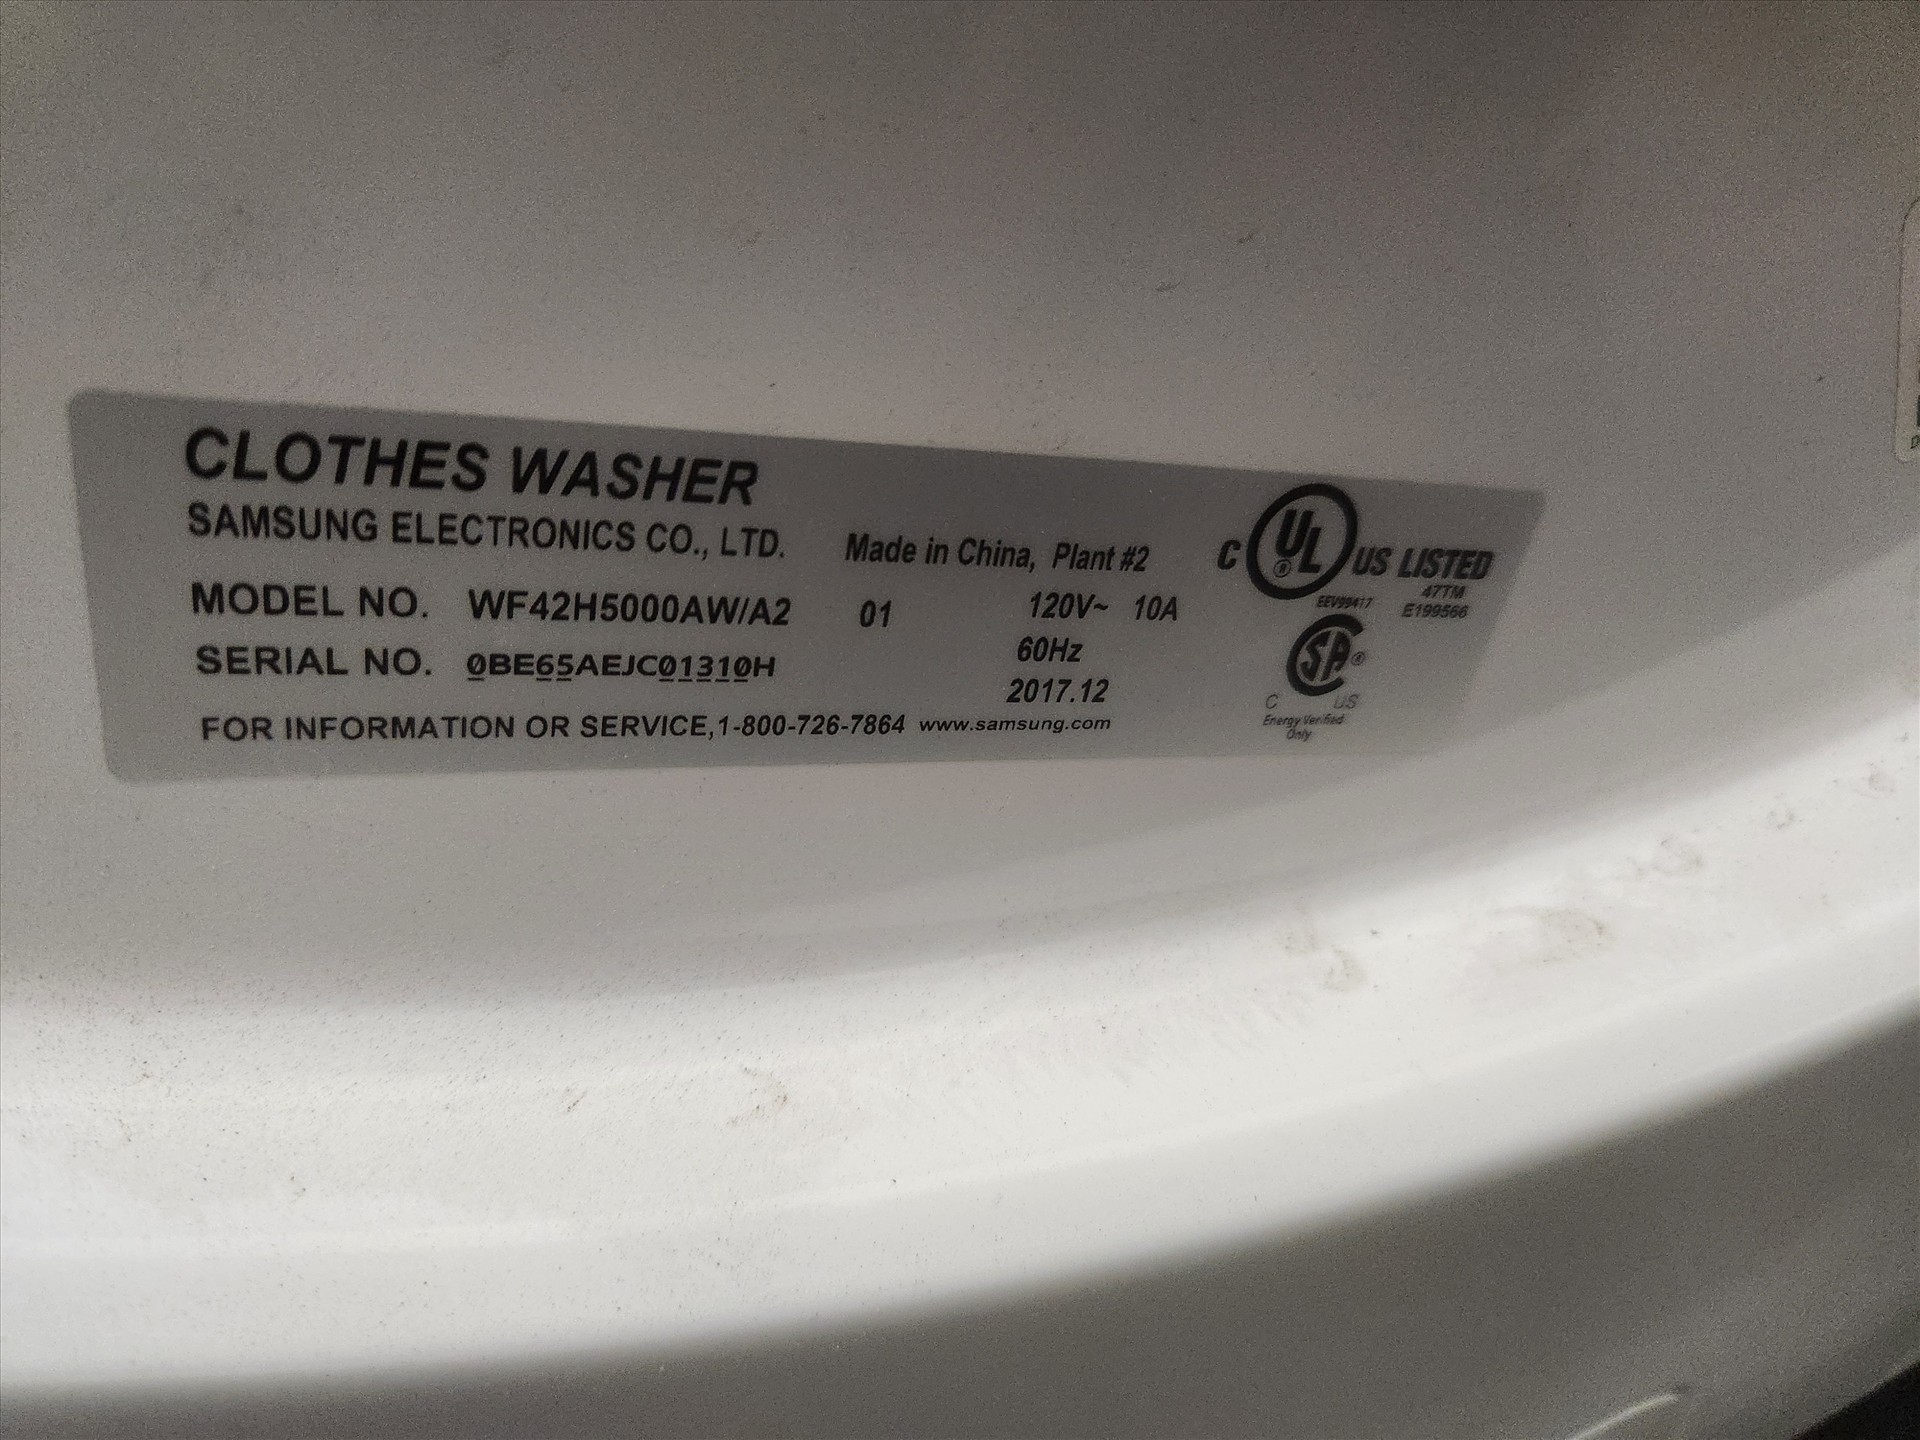 CLOTHES WASHER
SAMSUNG ELECTRONICS CO., LTD. Made in China, Plant #2
MODEL NO. WF42H5000AW/A2 01 120V~ 10A
SERIAL NO. 0BE65AEJC01310H 60Hz
2017.12
FOR INFORMATION OR SERVICE,1-800-726-7864 www.samsung.com
C UL ® US LISTED
47TM
EEV99417 E199566
SA ®
C US
Energy Verified
Only